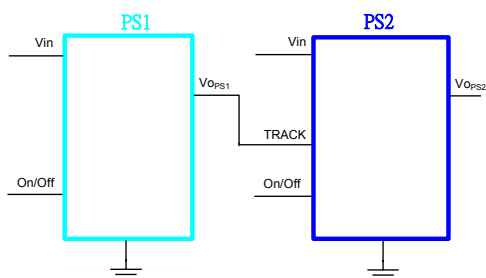 PS1
PS2
Vin
Vin
VoPS1
VoPS2
TRACK
On/Off
On/Off